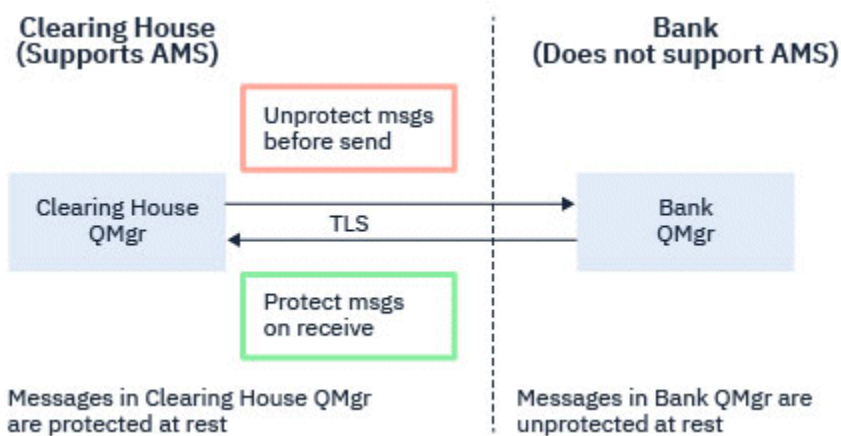 Clearing House
(Supports AMS)
Bank
(Does not support AMS)
Unprotect msgs
before send
Clearing House
QMgr
TLS
Bank
QMgr
Protect msgs
on receive
Messages in Clearing House QMgr
are protected at rest
Messages in Bank QMgr are
unprotected at rest